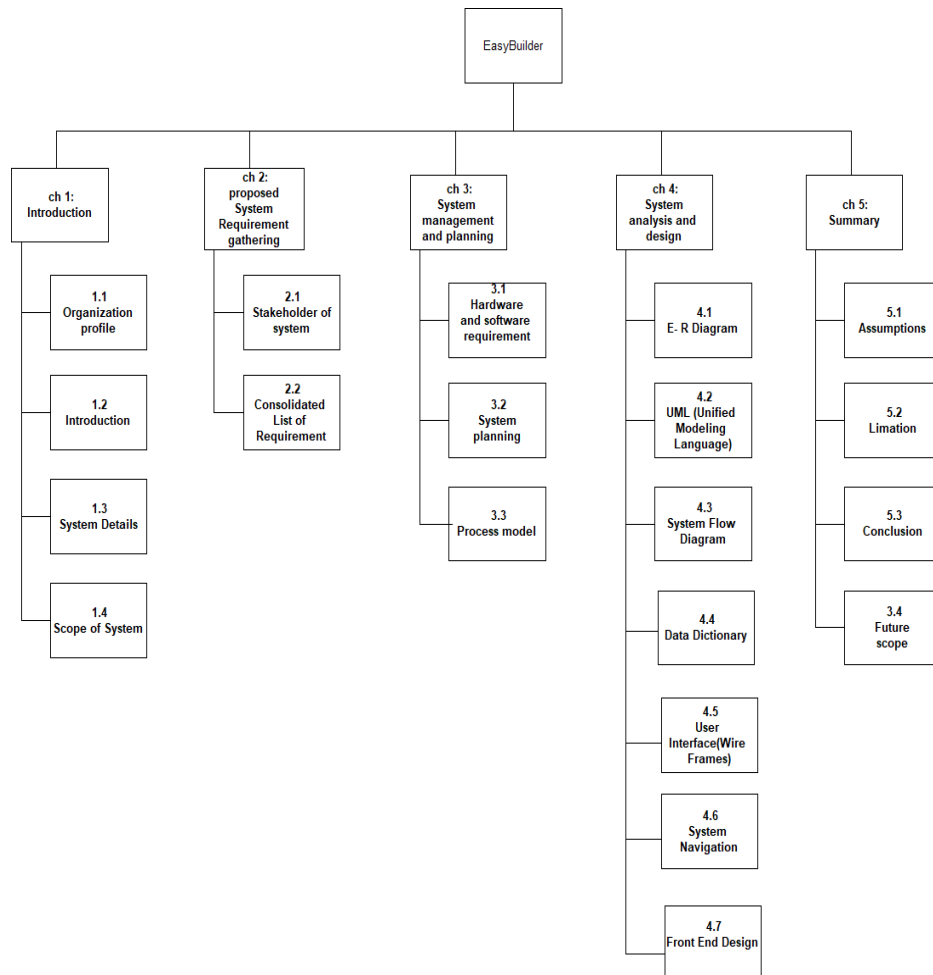 EasyBuilder
ch 1:
Introduction
ch 2:
proposed
System
Requirement
gathering
ch 3:
System
management
and planning
ch 4:
System
analysis and
design
ch 5:
Summary
1.1
Organization
profile
1.2
Introduction
1.3
System Details
1.4
Scope of System
2.1
Stakeholder of
system
2.2
Consolidated
List of
Requirement
3.1
Hardware
and software
requirement
3.2
System
planning
3.3
Process model
4.1
E- R Diagram
4.2
UML (Unified
Modeling
Language)
4.3
System Flow
Diagram
4.4
Data Dictionary
4.5
User
Interface(Wire
Frames)
4.6
System
Navigation
4.7
Front End Design
5.1
Assumptions
5.2
Limation
5.3
Conclusion
3.4
Future
scope